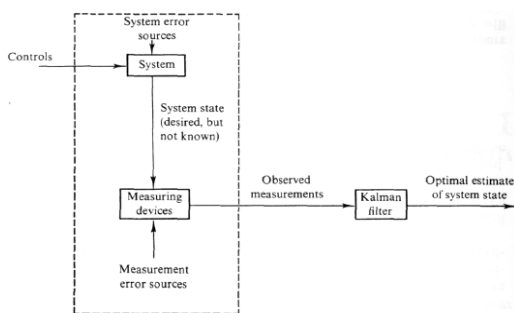 System error
sources
Controls
System
System state
(desired, but
not known)
Measuring
devices
Observed
measurements
Kalman
filter
Optimal estimate
of system state
Measurement
error sources